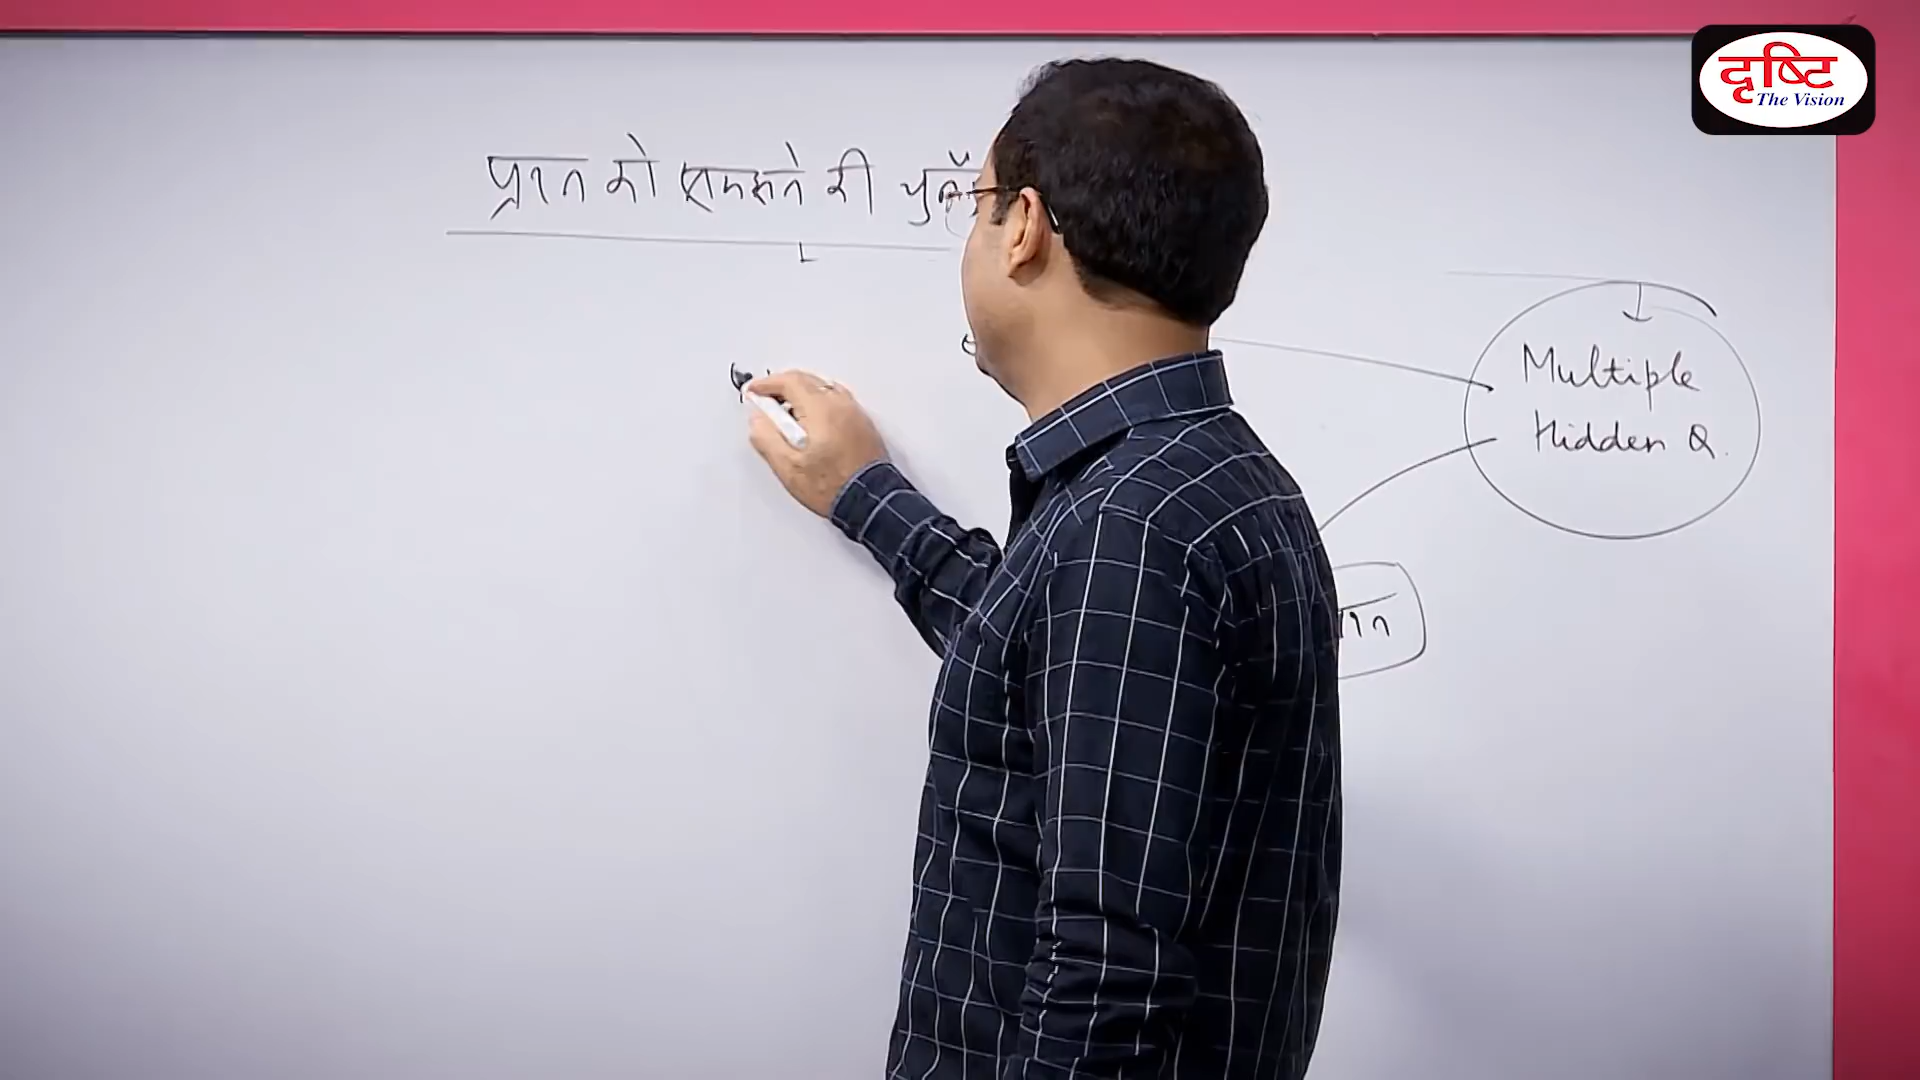 प्रश्न को समझने की
Multiple
Hidden Q.
दृष्टि
The Vision